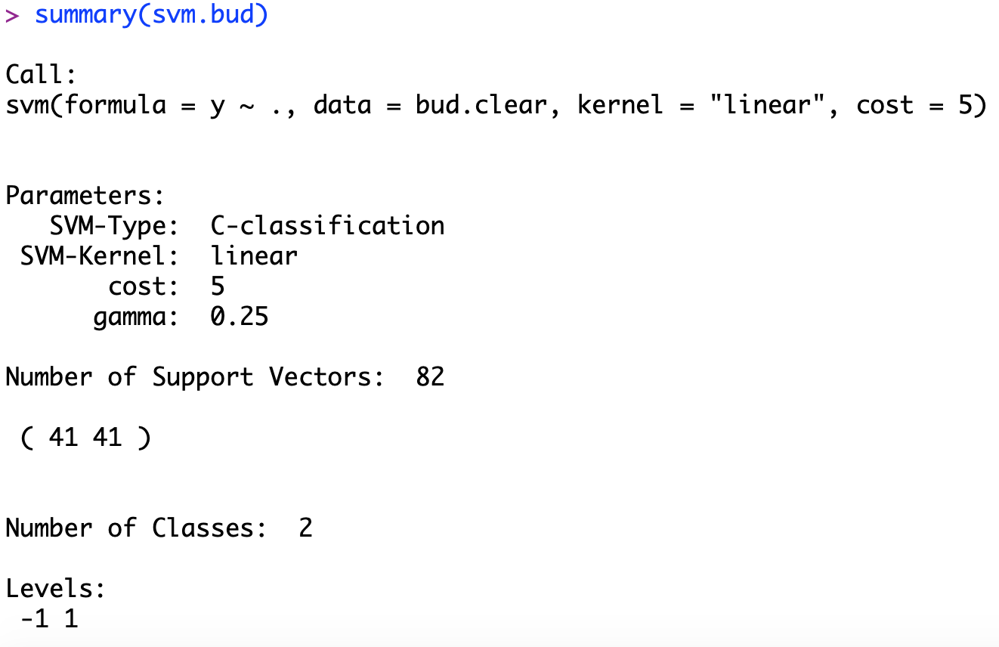 > summary(svm.bud)
Call:
svm(formula = y ~ ., data = bud.clear, kernel = "linear", cost = 5)
Parameters:
SVM-Type: C-classification
SVM-Kernel: linear
cost: 5
gamma: 0.25
Number of Support Vectors: 82
( 41 41 )
Number of Classes: 2
Levels:
-1 1